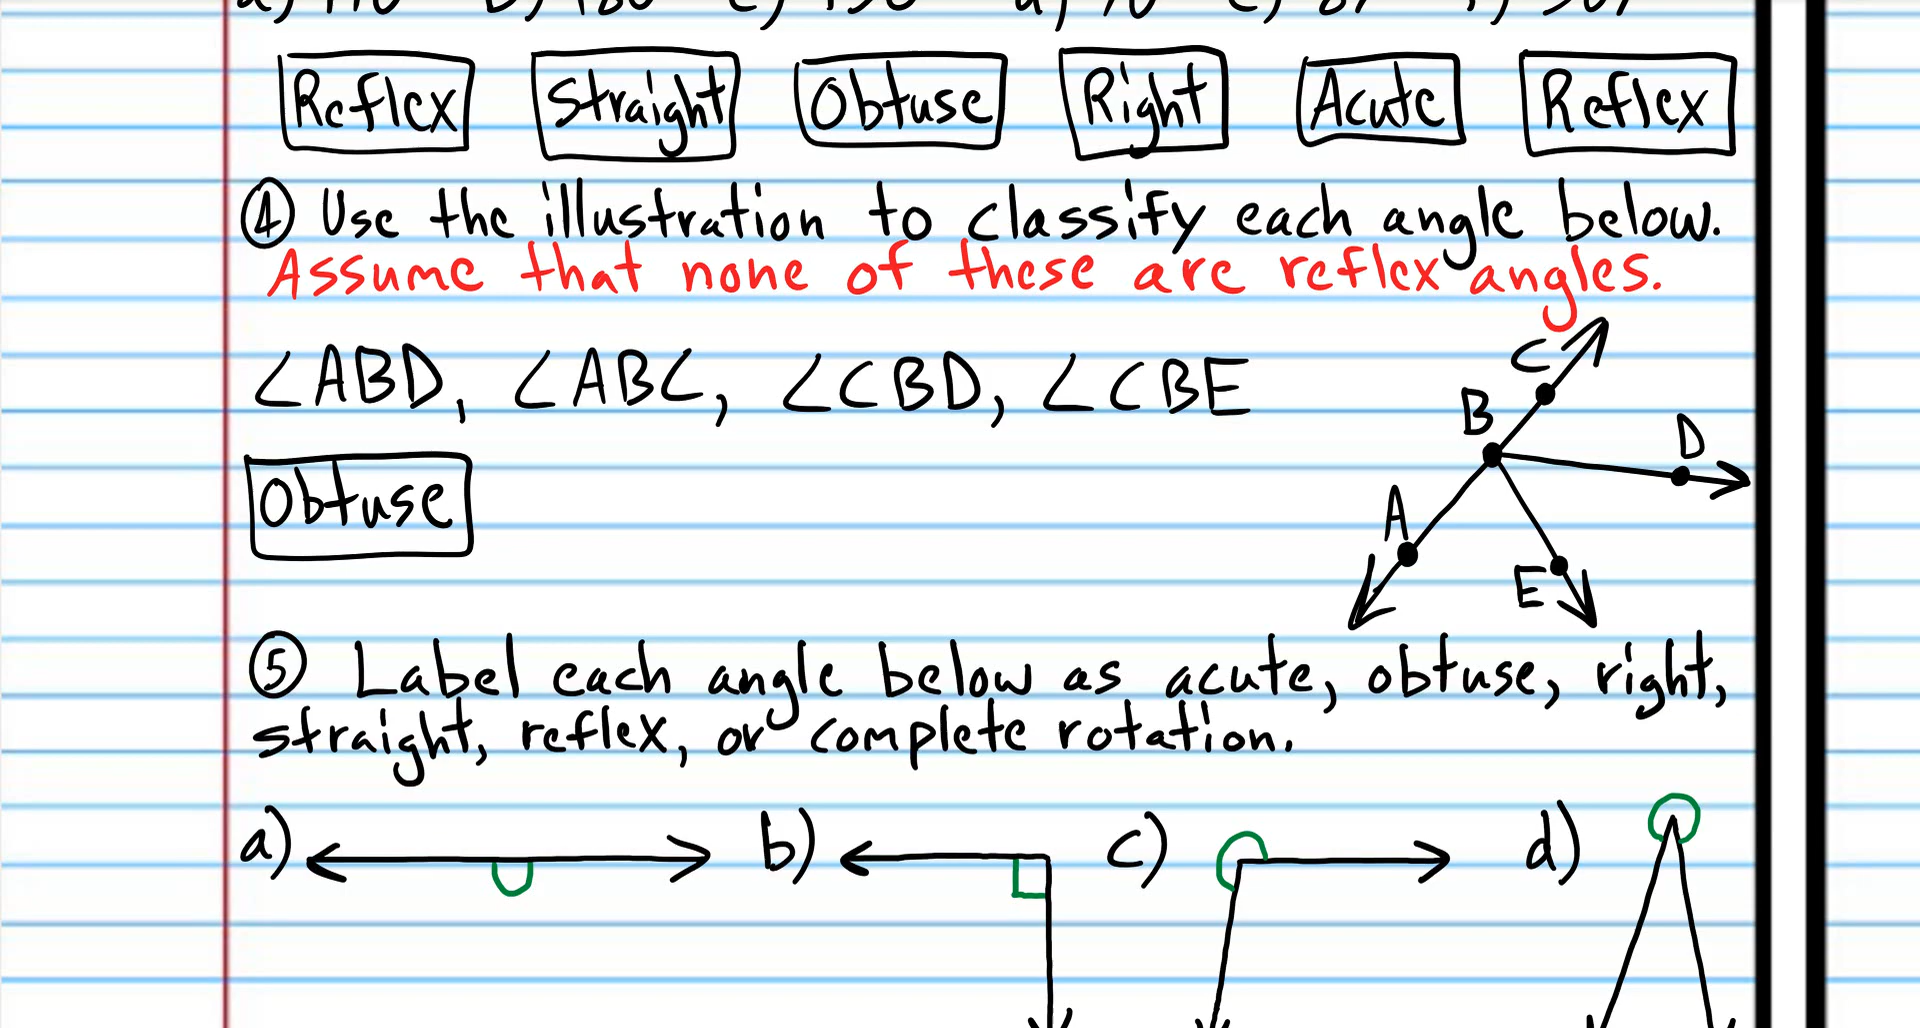 Reflex Straight Obtuse Right Acute Reflex
④ Use the illustration to classify each angle below.
Assume that none of these are reflex angles.
∠ABD, ∠ABC, ∠CBD, ∠CBE
Obtuse
C
B
D
A
E
⑤ Label each angle below as acute, obtuse, right,
straight, reflex, or complete rotation.
a) b) c) d)